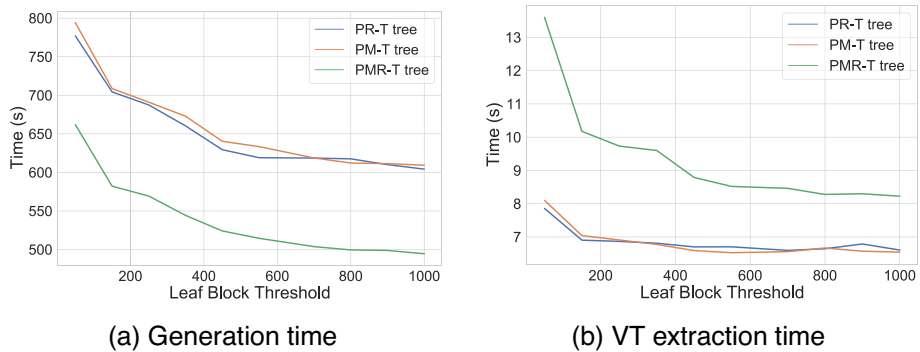 800
750
700
650
600
550
500
Time (s)
200
400
600
800
1000
Leaf Block Threshold
PR-T tree
PM-T tree
PMR-T tree
(a) Generation time
13
12
11
10
9
8
7
Time (s)
200
400
600
800
1000
Leaf Block Threshold
PR-T tree
PM-T tree
PMR-T tree
(b) VT extraction time